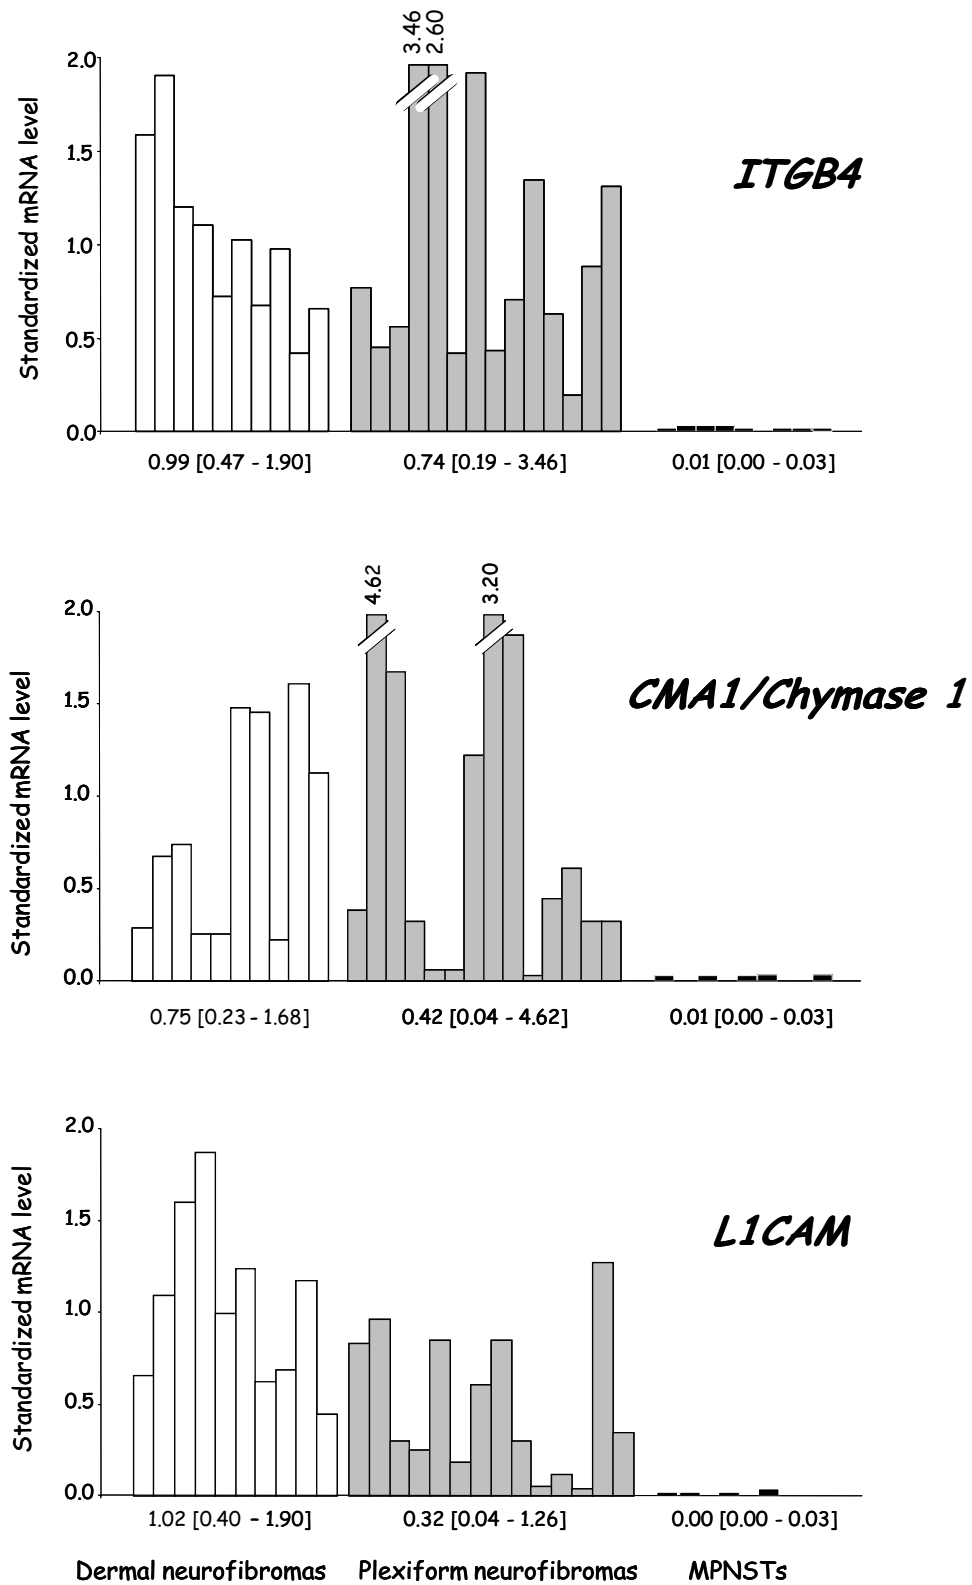 3.46 2.60
2.0
1.5
1.0
0.5
0.0
Standardized mRNA level
ITGB4
0.99 [0.47 - 1.90] 0.74 [0.19 - 3.46] 0.01 [0.00 - 0.03]
4.62 3.20
2.0
1.5
1.0
0.5
0.0
Standardized mRNA level
CMA1/Chymase 1
0.75 [0.23 - 1.68] 0.42 [0.04 - 4.62] 0.01 [0.00 - 0.03]
2.0
1.5
1.0
0.5
0.0
Standardized mRNA level
L1CAM
1.02 [0.40 - 1.90] 0.32 [0.04 - 1.26] 0.00 [0.00 - 0.03]
Dermal neurofibromas Plexiform neurofibromas MPNSTs